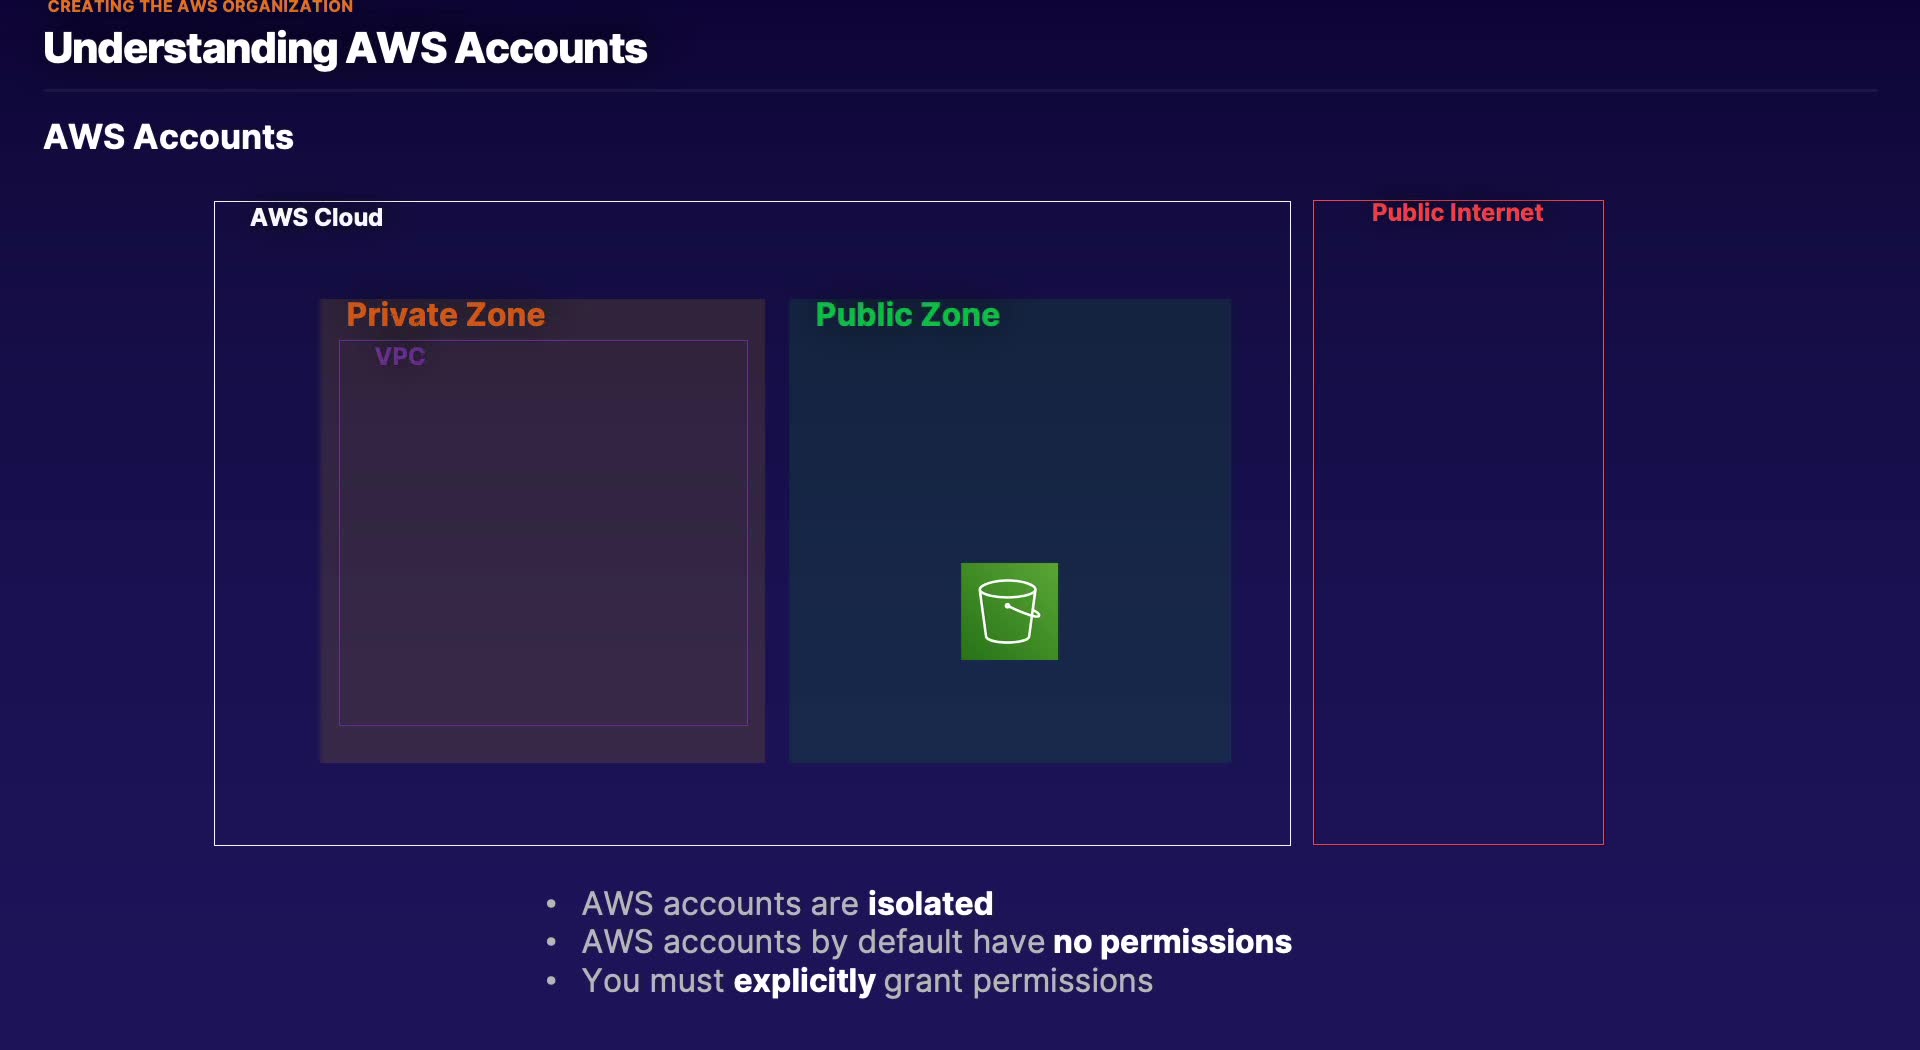 CREATING THE AWS ORGANIZATION
Understanding AWS Accounts
AWS Accounts
AWS Cloud
Public Internet
Private Zone
Public Zone
VPC
• AWS accounts are isolated
• AWS accounts by default have no permissions
• You must explicitly grant permissions